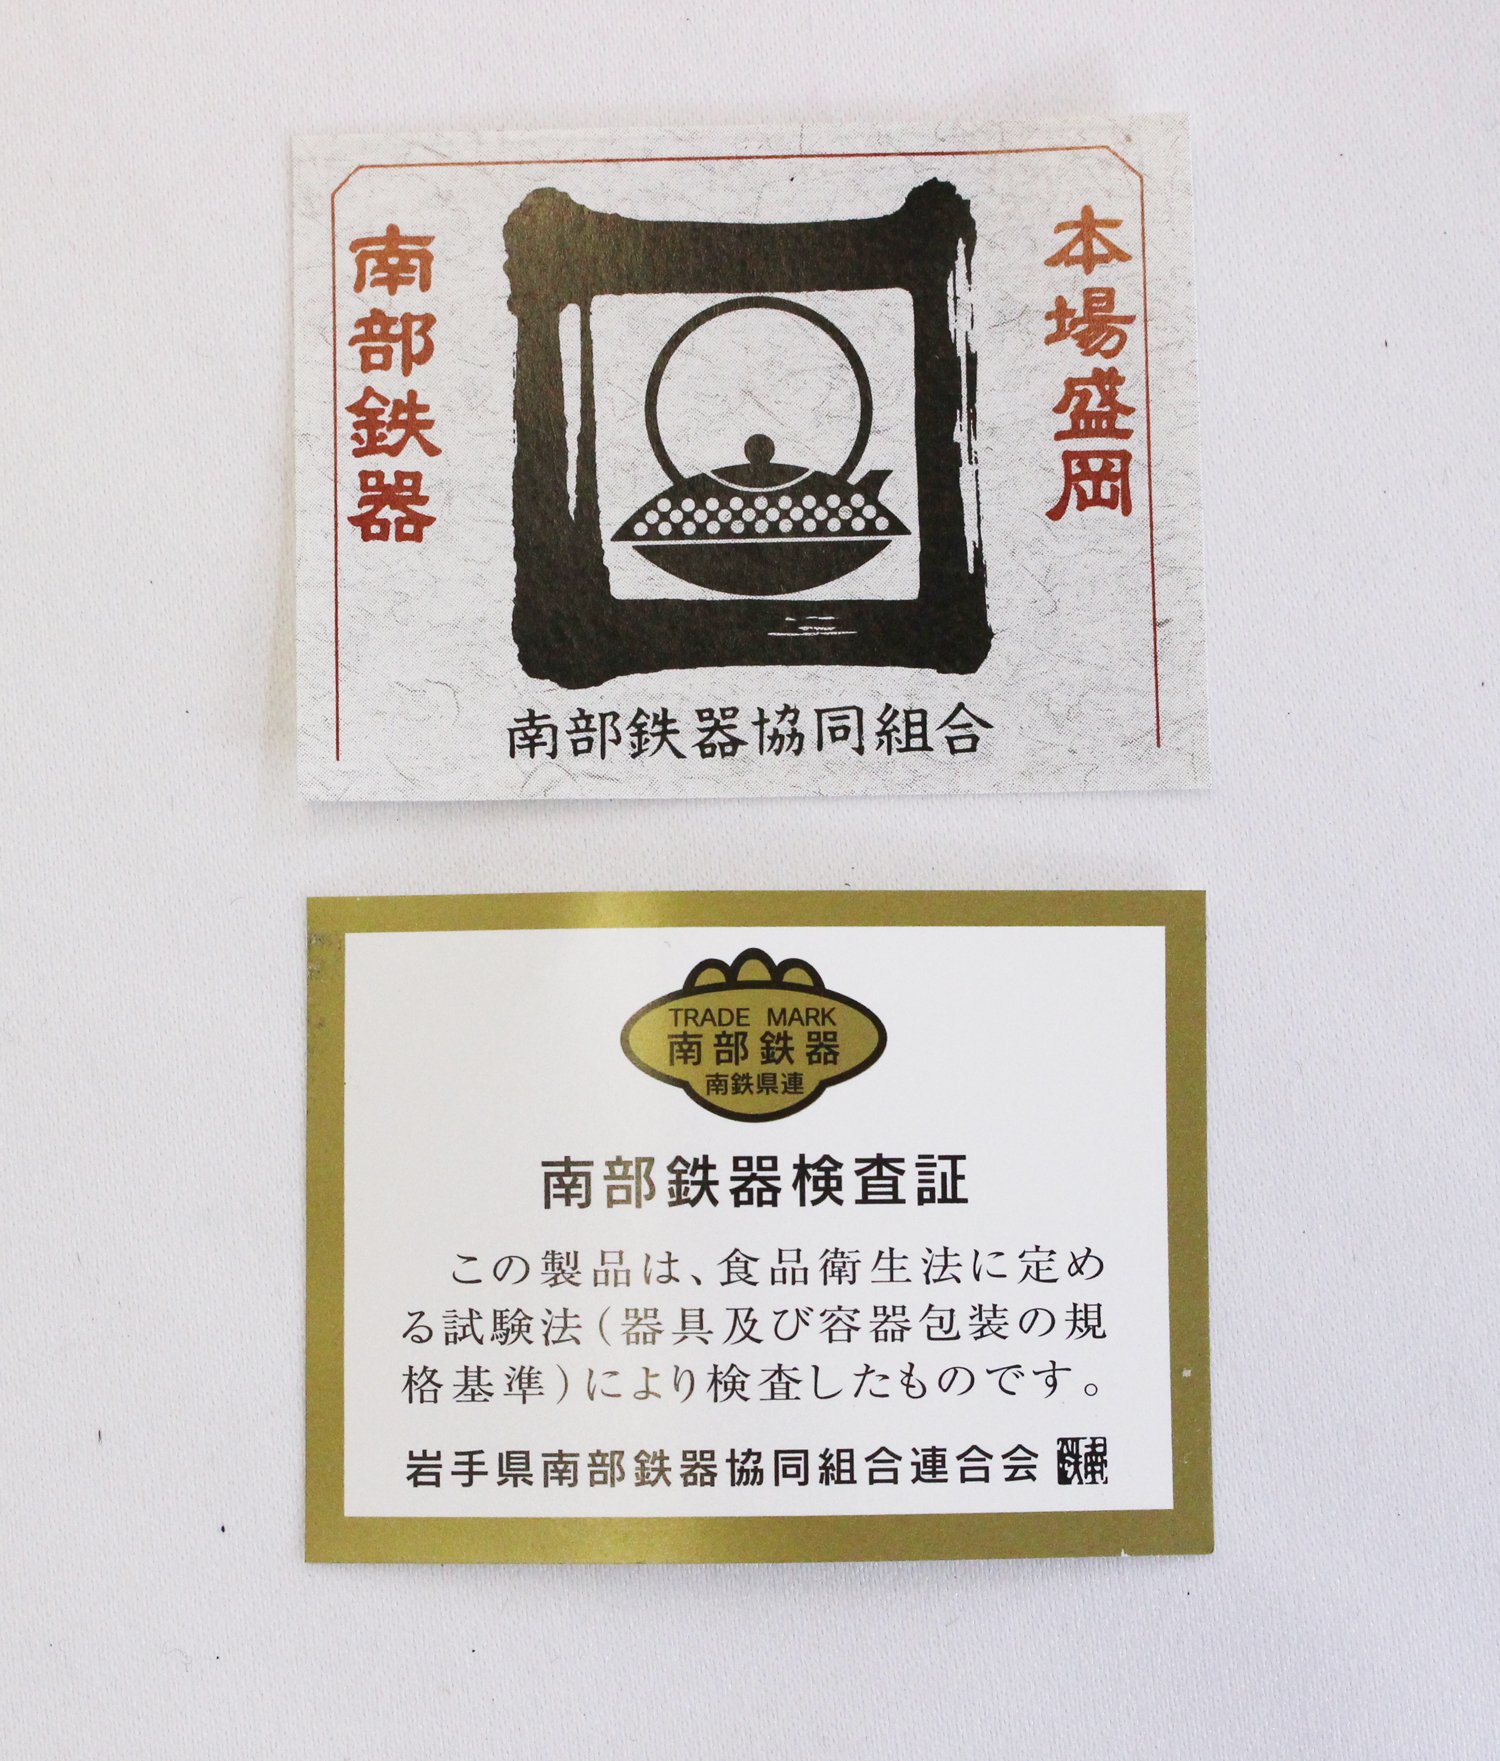 本場盛岡
南部鉄器
南部鉄器協同組合
TRADE MARK
南部鉄器
南鉄県連
南部鉄器検査証
この製品は、食品衛生法に定め
る試験法(器具及び容器包装の規
格基準)により検査したものです。
岩手県南部鉄器協同組合連合会